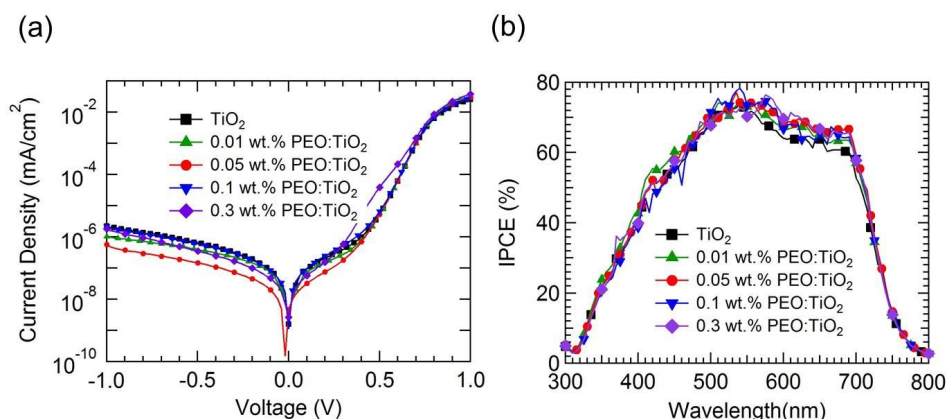 (a)
(b)
Current Density (mA/cm²)
10⁻²
10⁻⁴
10⁻⁶
10⁻⁸
10⁻¹⁰
TiO₂
0.01 wt.% PEO:TiO₂
0.05 wt.% PEO:TiO₂
0.1 wt.% PEO:TiO₂
0.3 wt.% PEO:TiO₂
-1.0
-0.5
0.0
0.5
1.0
Voltage (V)
IPCE (%)
80
60
40
20
0
TiO₂
0.01 wt.% PEO:TiO₂
0.05 wt.% PEO:TiO₂
0.1 wt.% PEO:TiO₂
0.3 wt.% PEO:TiO₂
300
400
500
600
700
800
Wavelength(nm)